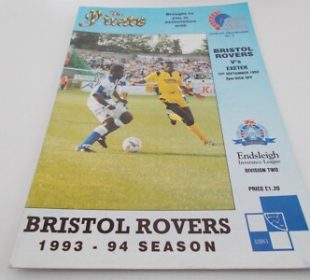 The
Pirate
Brought to
you in
association
with:
BRISTOL
ROVERS
V's
EXETER
Endsleigh
Insurance League
DIVISION TWO
PRICE £1.20
BRISTOL ROVERS
1993 - 94 SEASON